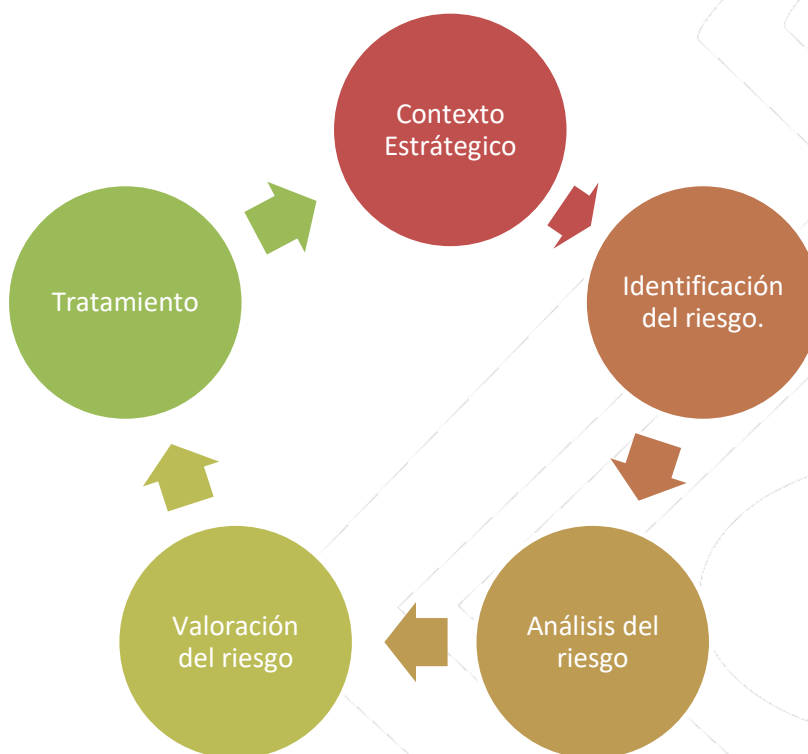 Contexto
Estrátegico
Identificación
del riesgo.
Análisis del
riesgo
Valoración
del riesgo
Tratamiento